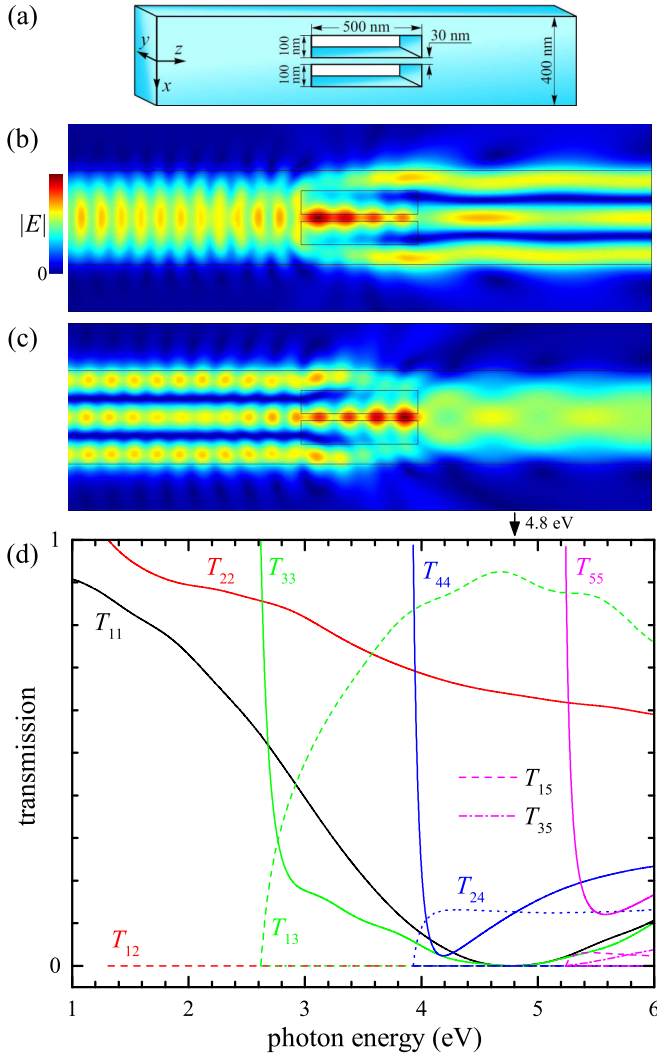 (a)
500 nm
30 nm
100 nm
100 nm
400 nm
y
z
x
(b)
|E|
0
(c)
4.8 eV
(d)
1
T22
T33
T44
T55
T11
transmission
T15
T35
T24
T13
T12
0
1 2 3 4 5 6
photon energy (eV)